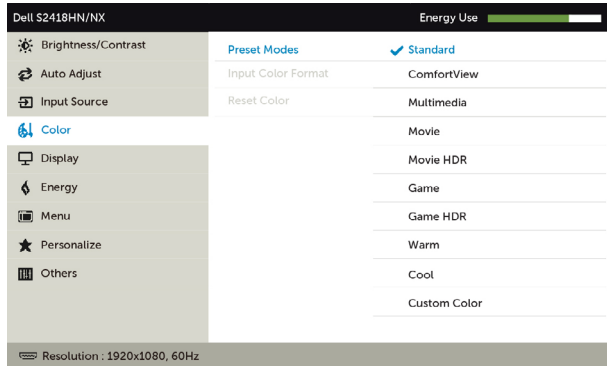 Dell S2418HN/NX
Energy Use
Brightness/Contrast
Auto Adjust
Input Source
Color
Display
Energy
Menu
Personalize
Others
Preset Modes
Input Color Format
Reset Color
Standard
ComfortView
Multimedia
Movie
Movie HDR
Game
Game HDR
Warm
Cool
Custom Color
Resolution : 1920x1080, 60Hz